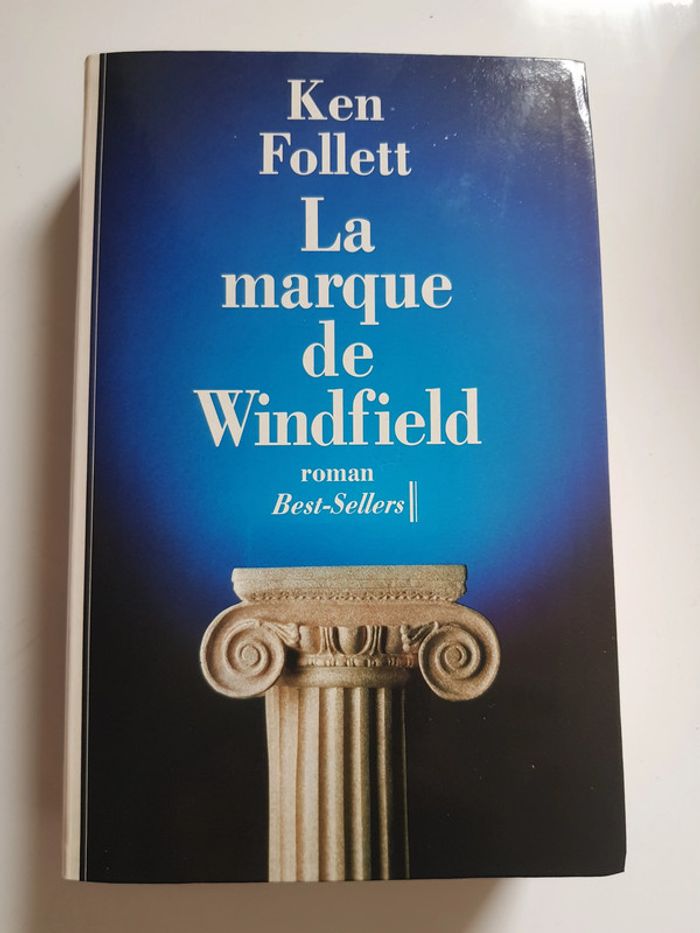 Ken
Follett
La
marque
de
Windfield
roman
Best-Sellers